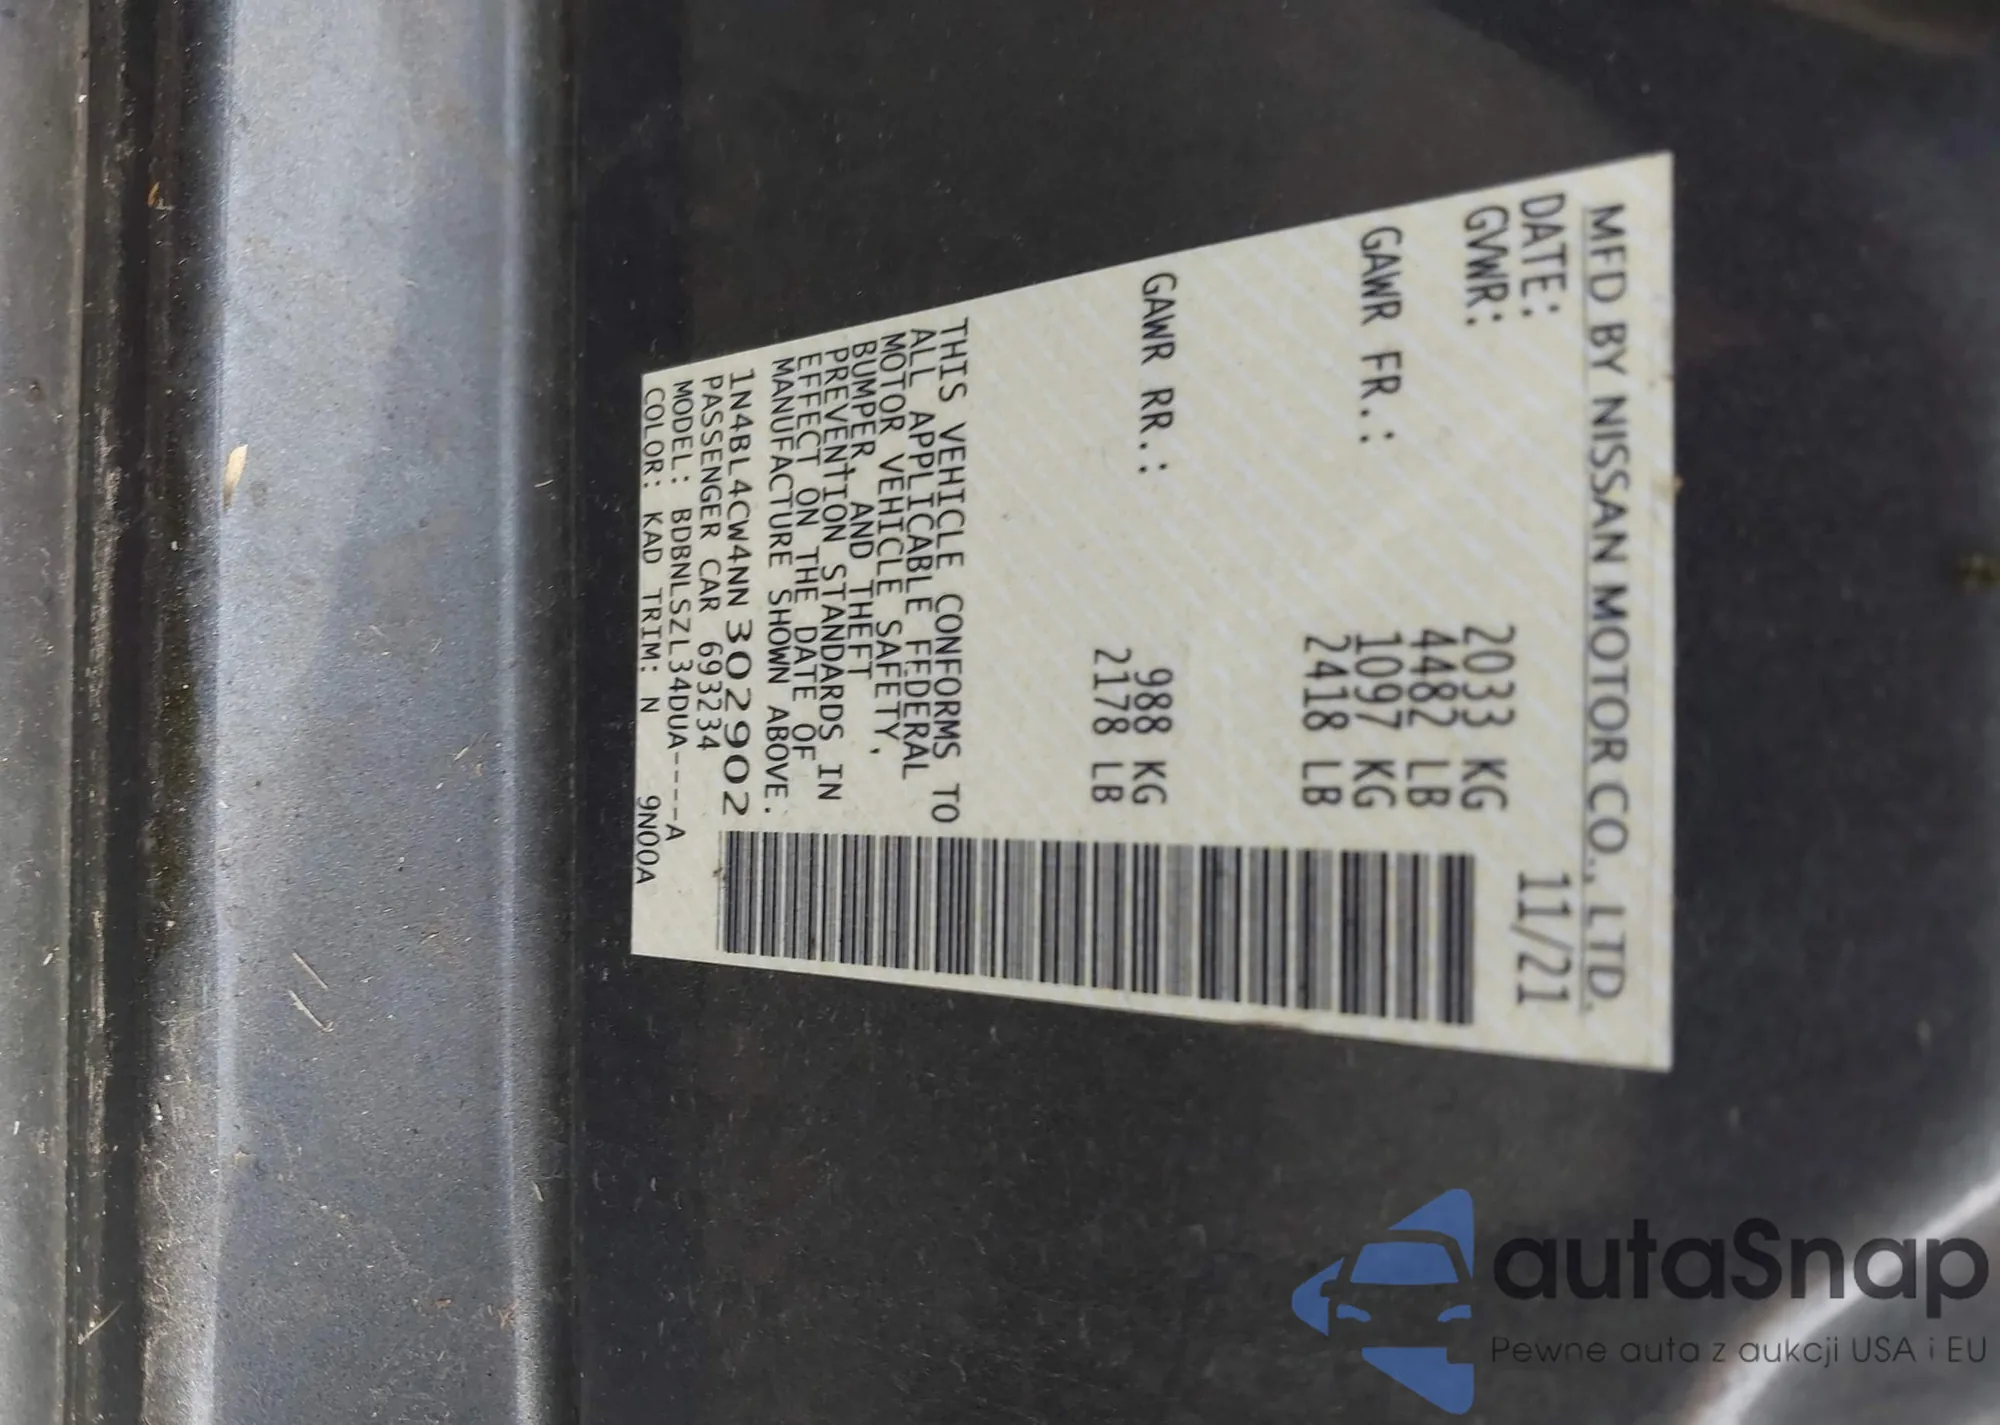 MFD BY NISSAN MOTOR CO., LTD.
DATE: 11/21
GVWR: 2033 KG
4482 LB
GAWR FR.: 1097 KG
2418 LB
GAWR RR.: 988 KG
2178 LB
THIS VEHICLE CONFORMS TO
ALL APPLICABLE FEDERAL
MOTOR VEHICLE SAFETY,
BUMPER, AND THEFT
PREVENTION STANDARDS IN
EFFECT ON THE DATE OF
MANUFACTURE SHOWN ABOVE.
1N4BL4CW4NN302902
PASSENGER CAR 693234
MODEL: BDBNLSZL34DUA----A
COLOR: KAD TRIM: N 9N00A
autaSnap
Pewne auta z aukcji USA i EU